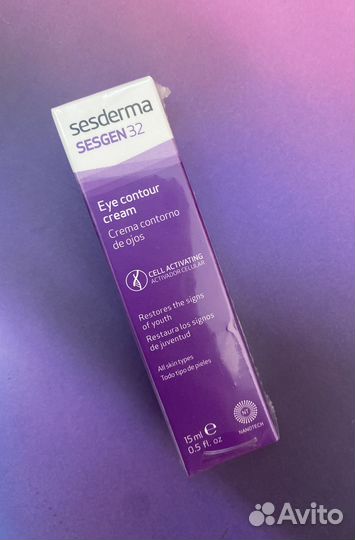 sesderma
SESGEN 32
Eye contour
cream
Crema contorno
de ojos
CELL ACTIVATING
ACTIVADOR CELULAR
Restores the signs
of youth
Restaura los signos
de juventud
All skin types
Todo tipo de pieles
15 ml e
0.5 fl. oz
NT
NANOTECH
Avito